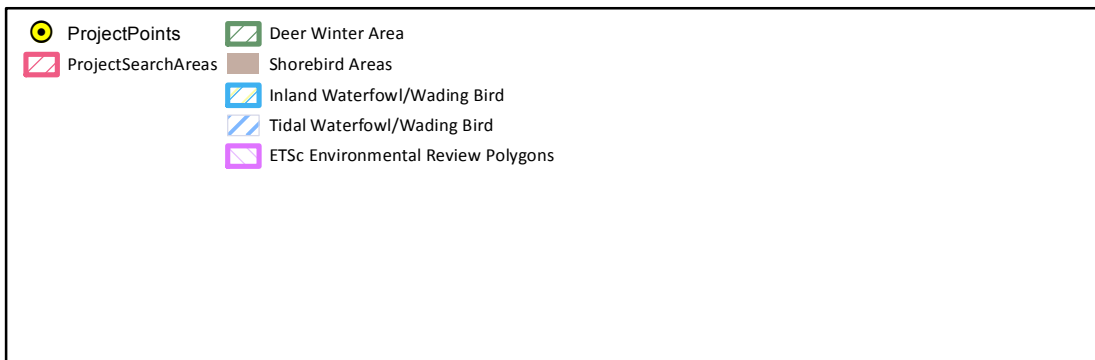 ProjectPoints
ProjectSearchAreas
Deer Winter Area
Shorebird Areas
Inland Waterfowl/Wading Bird
Tidal Waterfowl/Wading Bird
ETSc Environmental Review Polygons